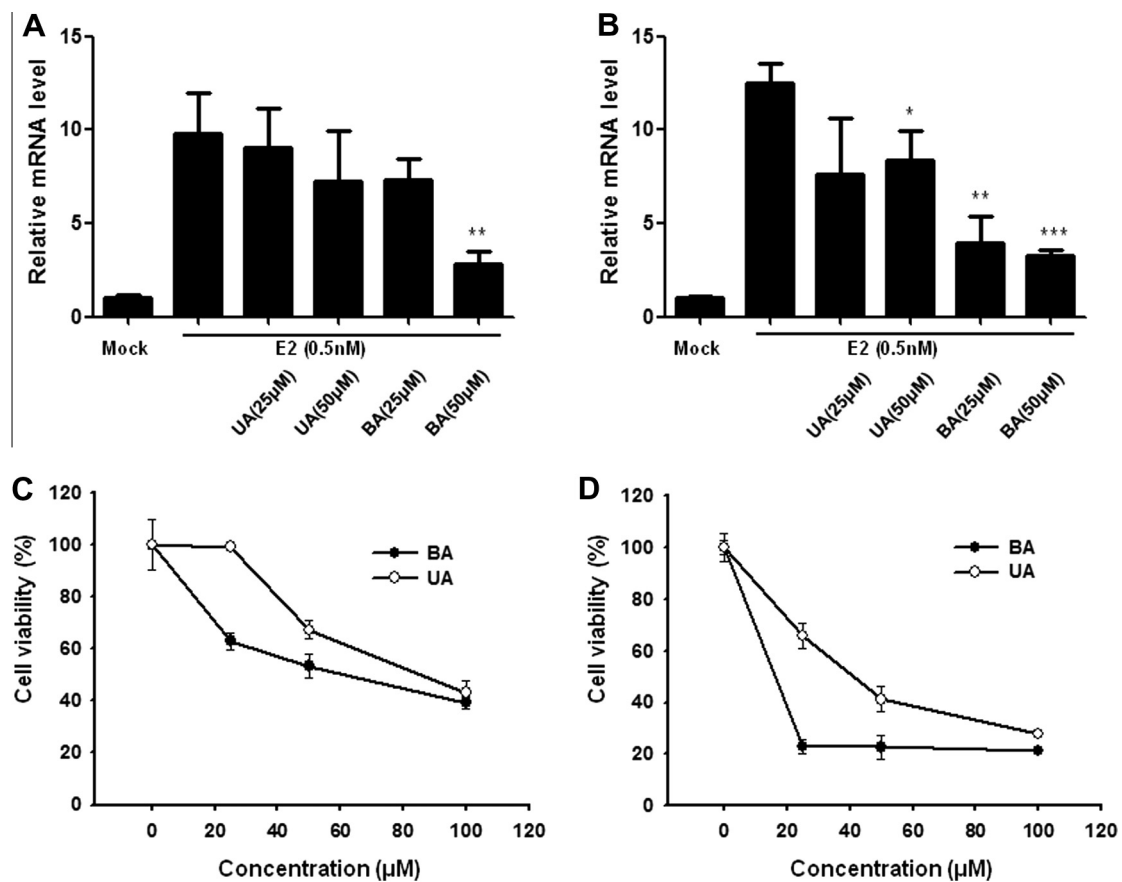 A
Relative mRNA level
15
10
5
0
**
Mock
E2 (0.5nM)
UA(25µM)
UA(50µM)
BA(25µM)
BA(50µM)
B
Relative mRNA level
15
10
5
0
*
**
***
Mock
E2 (0.5nM)
UA(25µM)
UA(50µM)
BA(25µM)
BA(50µM)
C
Cell viability (%)
120
100
80
60
40
20
0
BA
UA
0 20 40 60 80 100 120
Concentration (µM)
D
Cell viability (%)
120
100
80
60
40
20
0
BA
UA
0 20 40 60 80 100 120
Concentration (µM)